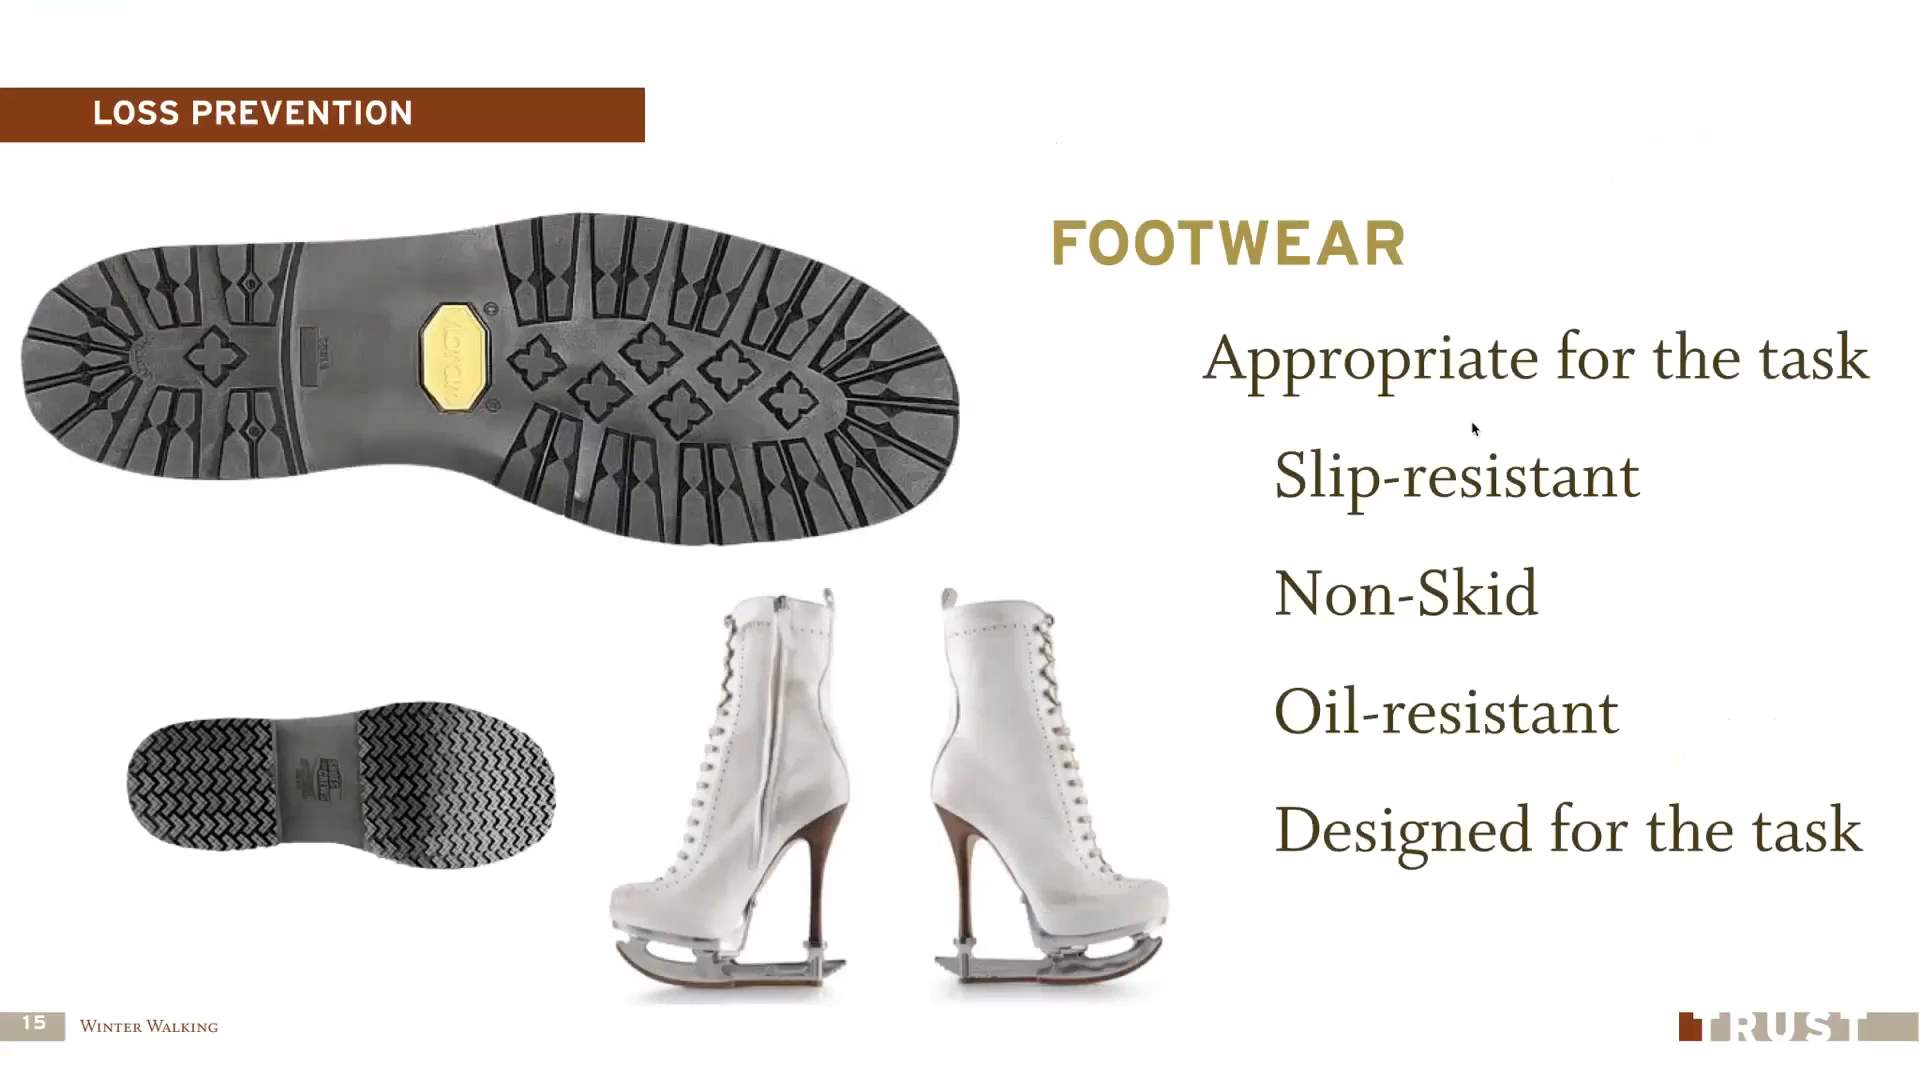 LOSS PREVENTION
FOOTWEAR
Appropriate for the task
Slip-resistant
Non-Skid
Oil-resistant
Designed for the task
15
Winter Walking
TRUST